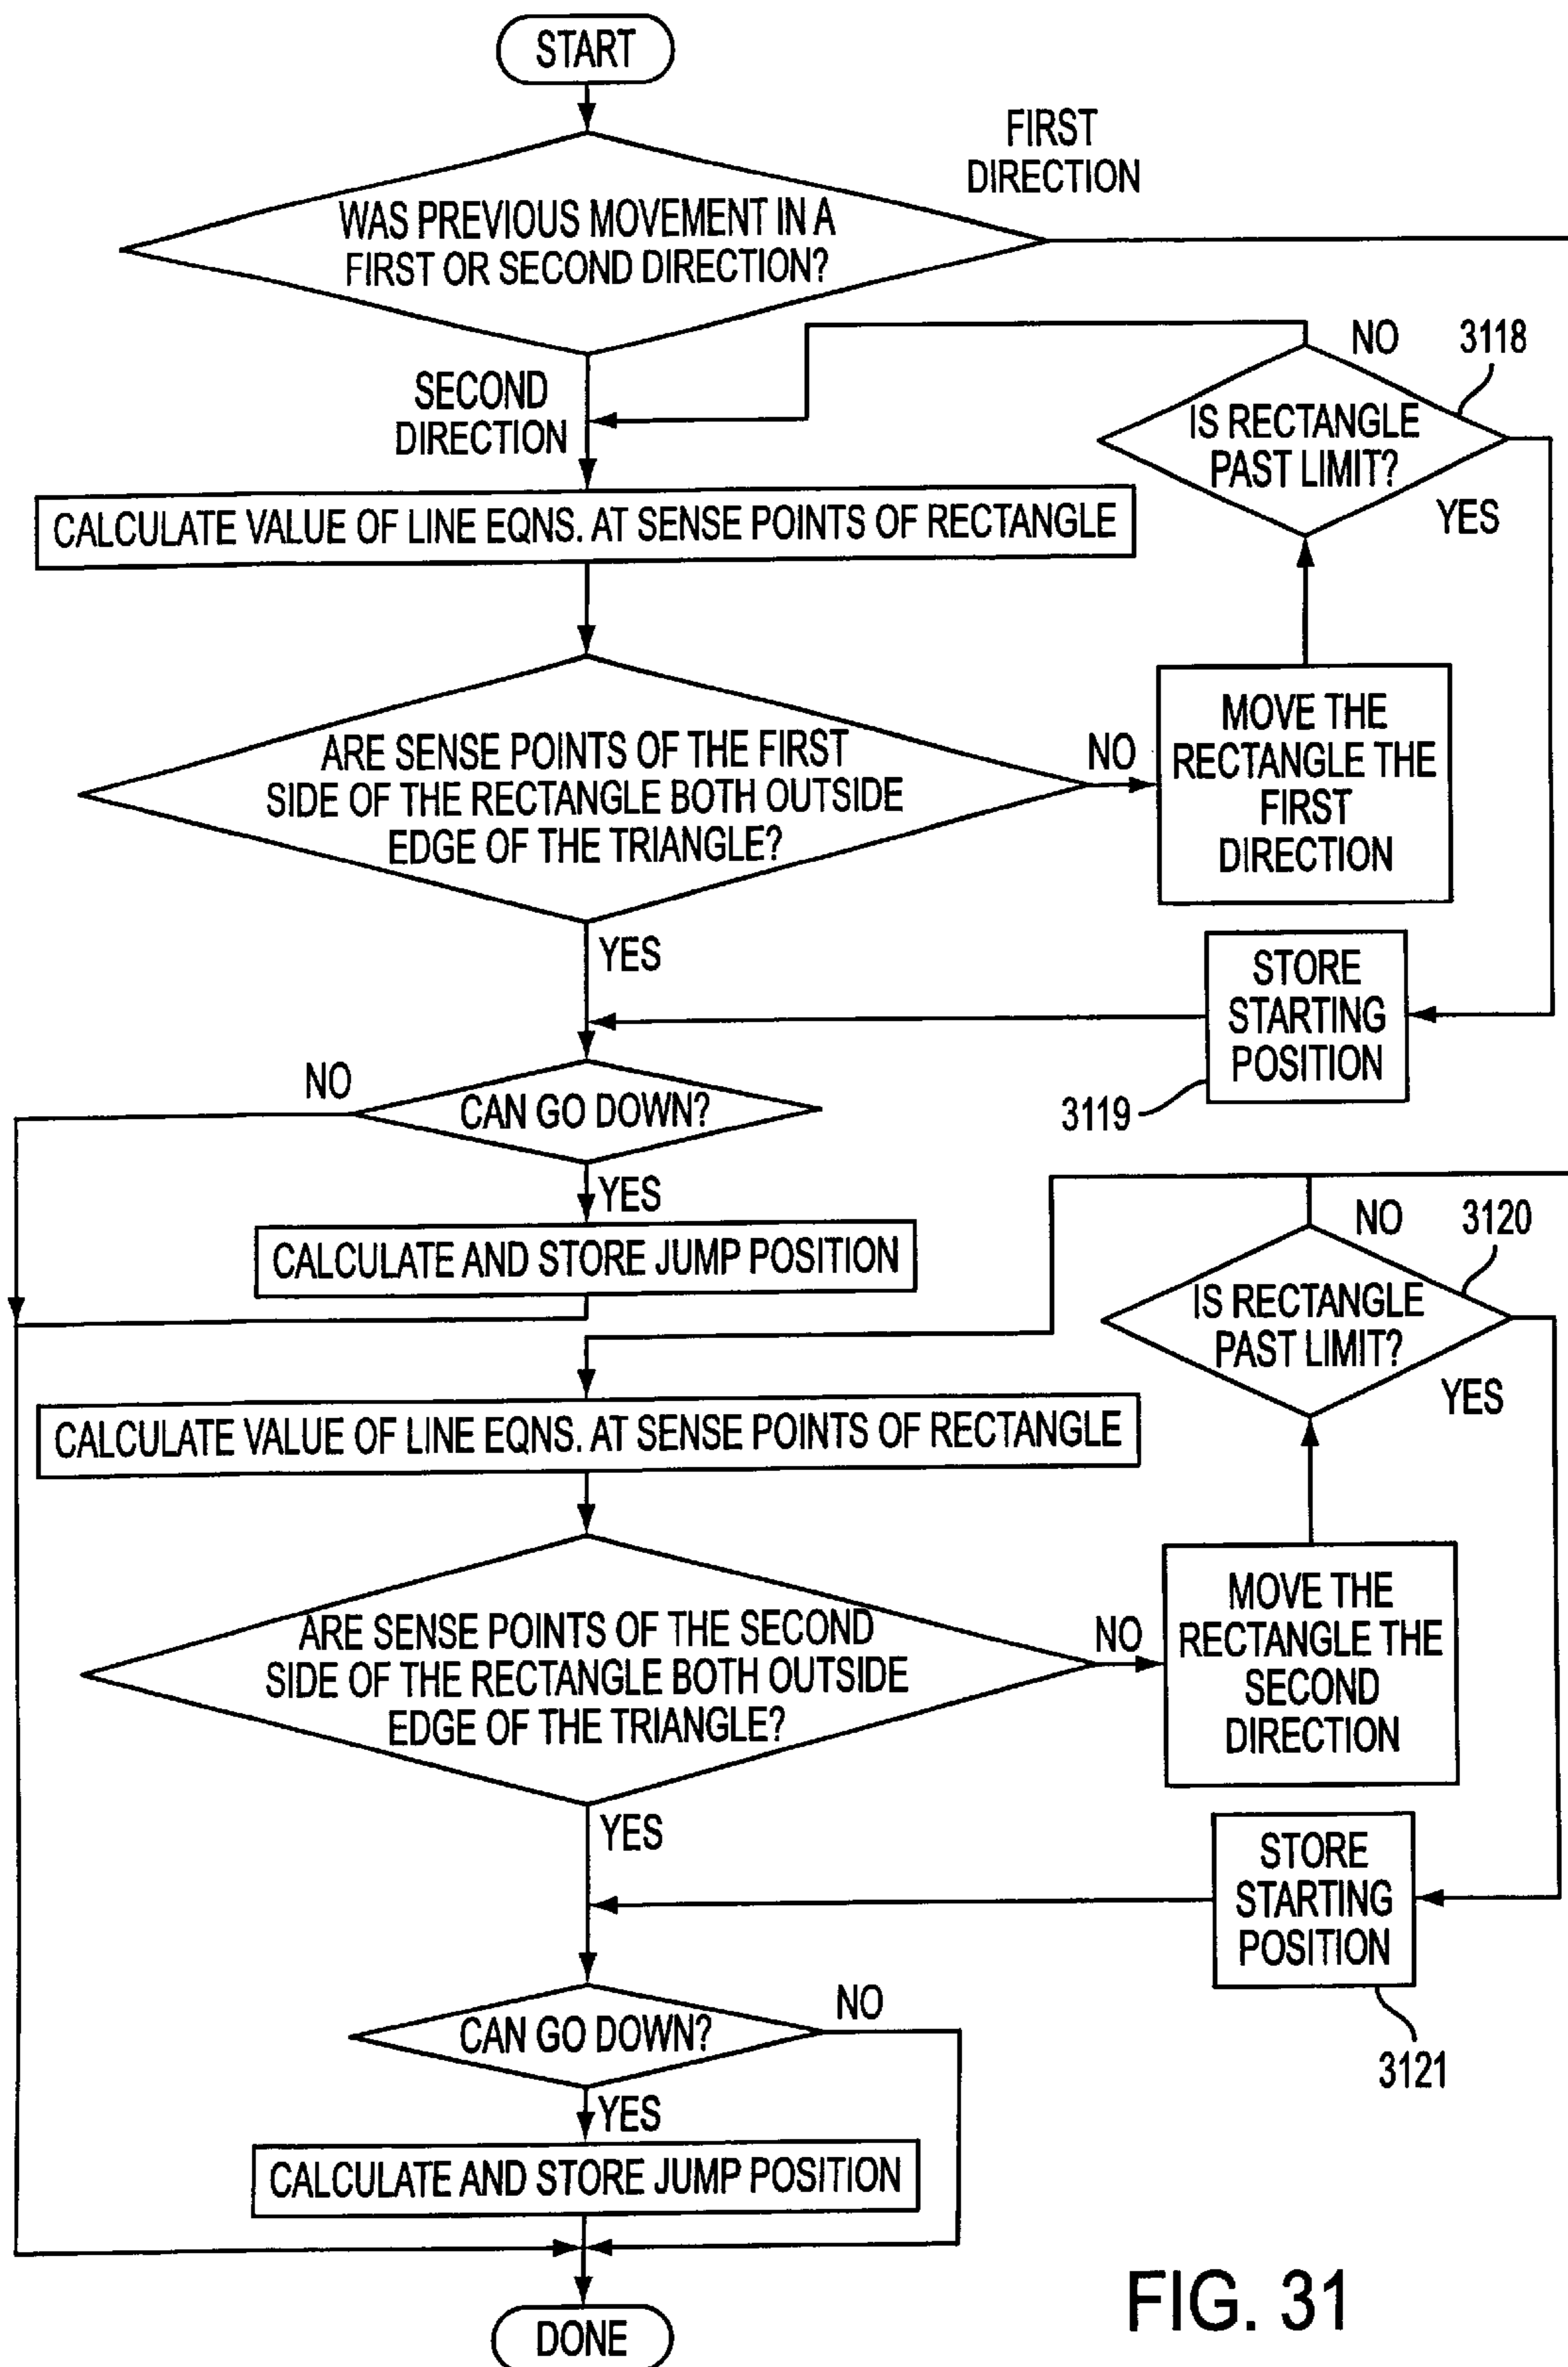 START
FIRST
DIRECTION
WAS PREVIOUS MOVEMENT IN A
FIRST OR SECOND DIRECTION?
NO
3118
SECOND
DIRECTION
IS RECTANGLE
PAST LIMIT?
YES
CALCULATE VALUE OF LINE EQNS. AT SENSE POINTS OF RECTANGLE
ARE SENSE POINTS OF THE FIRST
SIDE OF THE RECTANGLE BOTH OUTSIDE
EDGE OF THE TRIANGLE?
NO
MOVE THE
RECTANGLE THE
FIRST
DIRECTION
YES
STORE
STARTING
POSITION
3119
NO
CAN GO DOWN?
YES
CALCULATE AND STORE JUMP POSITION
NO
3120
IS RECTANGLE
PAST LIMIT?
YES
CALCULATE VALUE OF LINE EQNS. AT SENSE POINTS OF RECTANGLE
ARE SENSE POINTS OF THE SECOND
SIDE OF THE RECTANGLE BOTH OUTSIDE
EDGE OF THE TRIANGLE?
NO
MOVE THE
RECTANGLE THE
SECOND
DIRECTION
YES
STORE
STARTING
POSITION
3121
CAN GO DOWN?
NO
YES
CALCULATE AND STORE JUMP POSITION
DONE
FIG. 31